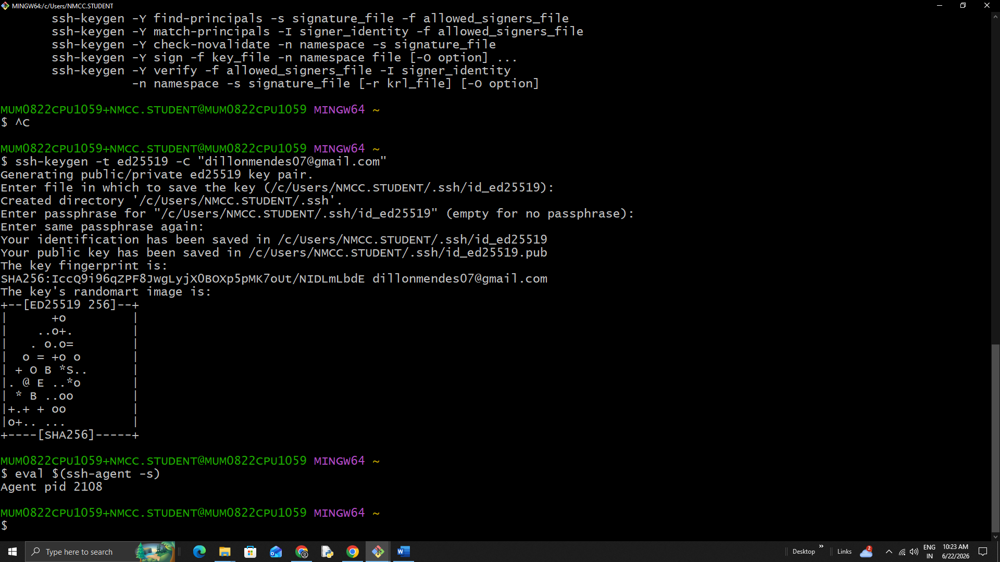 MINGW64:/c/Users/NMCC.STUDENT
ssh-keygen -Y find-principals -s signature_file -f allowed_signers_file
ssh-keygen -Y match-principals -I signer_identity -f allowed_signers_file
ssh-keygen -Y check-novalidate -n namespace -s signature_file
ssh-keygen -Y sign -f key_file -n namespace file [-O option] ...
ssh-keygen -Y verify -f allowed_signers_file -I signer_identity
-n namespace -s signature_file [-r krl_file] [-O option]
MUM0822CPU1059+NMCC.STUDENT@MUM0822CPU1059 MINGW64 ~
$ ^C
MUM0822CPU1059+NMCC.STUDENT@MUM0822CPU1059 MINGW64 ~
$ ssh-keygen -t ed25519 -C "dillonmendes07@gmail.com"
Generating public/private ed25519 key pair.
Enter file in which to save the key (/c/Users/NMCC.STUDENT/.ssh/id_ed25519):
Created directory '/c/Users/NMCC.STUDENT/.ssh'.
Enter passphrase for "/c/Users/NMCC.STUDENT/.ssh/id_ed25519" (empty for no passphrase):
Enter same passphrase again:
Your identification has been saved in /c/Users/NMCC.STUDENT/.ssh/id_ed25519
Your public key has been saved in /c/Users/NMCC.STUDENT/.ssh/id_ed25519.pub
The key fingerprint is:
SHA256:IccQ9i96qZPF8JwgLyjX0BOXp5pMK7oUt/NIDLmLbdE dillonmendes07@gmail.com
The key's randomart image is:
+--[ED25519 256]--+
|      +o         |
|    ..o+.        |
|   . o.o=        |
|  o = +o o       |
| + O B *S..      |
|. @ E ..*o       |
| * B ..oo        |
|+.+ + oo         |
|o+.. ...         |
+----[SHA256]-----+
MUM0822CPU1059+NMCC.STUDENT@MUM0822CPU1059 MINGW64 ~
$ eval $(ssh-agent -s)
Agent pid 2108
MUM0822CPU1059+NMCC.STUDENT@MUM0822CPU1059 MINGW64 ~
$
Type here to search
Desktop
Links
2
ENG
IN
10:23 AM
6/22/2026